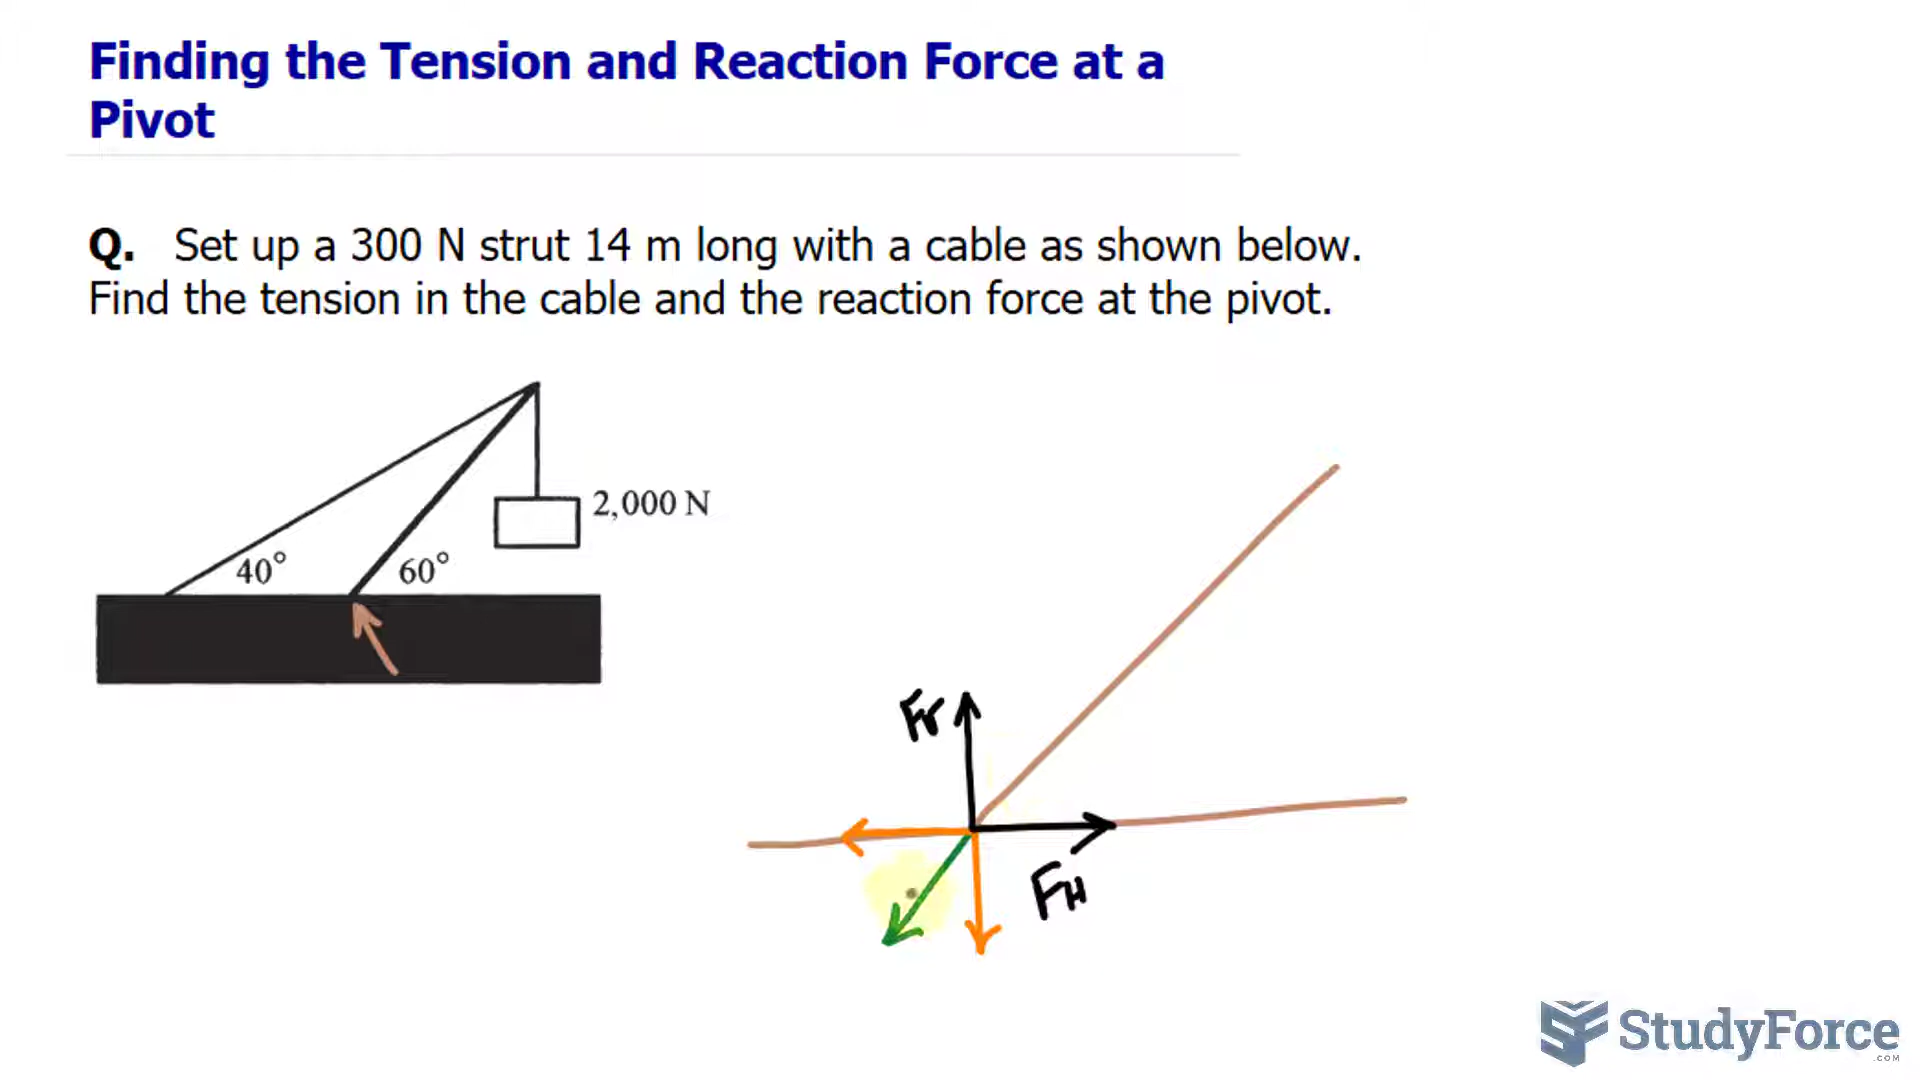 Finding the Tension and Reaction Force at a
Pivot
Q. Set up a 300 N strut 14 m long with a cable as shown below.
Find the tension in the cable and the reaction force at the pivot.
2,000 N
40°
60°
Fv
FH
StudyForce
.COM